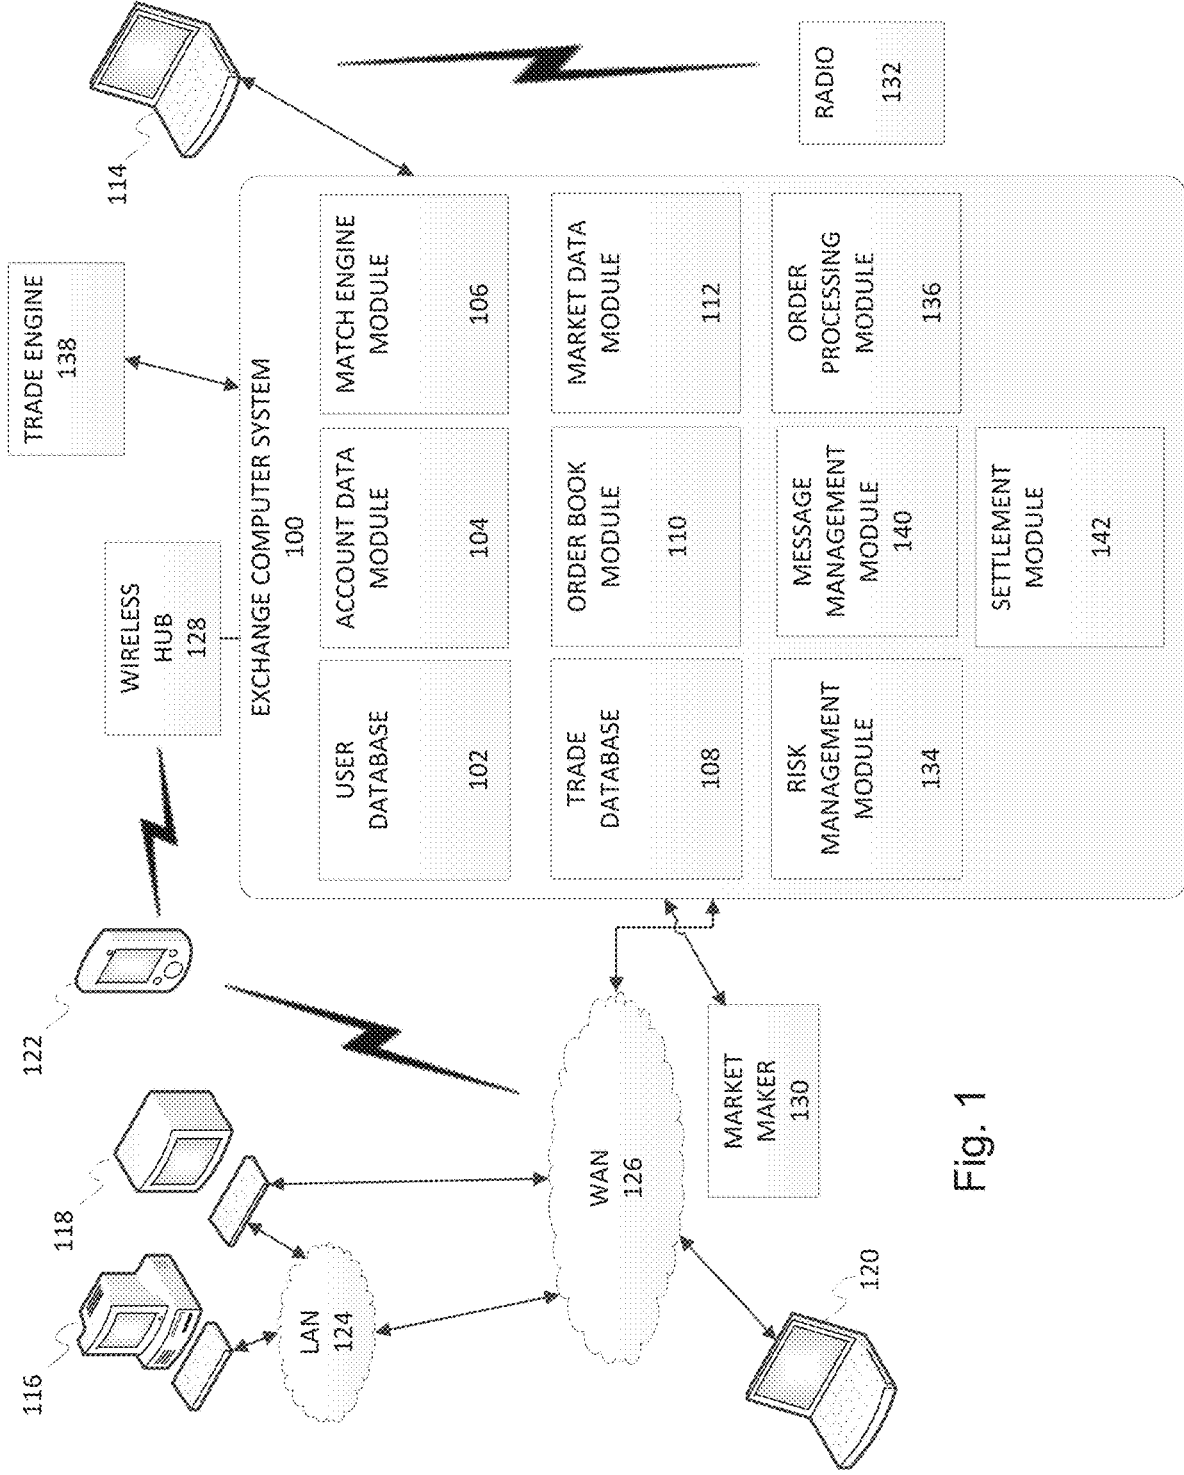 TRADE ENGINE
138
114
WIRELESS
HUB
128
122
118
116
EXCHANGE COMPUTER SYSTEM
100
USER
DATABASE
102
ACCOUNT DATA
MODULE
104
MATCH ENGINE
MODULE
106
TRADE
DATABASE
108
ORDER BOOK
MODULE
110
MARKET DATA
MODULE
112
RISK
MANAGEMENT
MODULE
134
MESSAGE
MANAGEMENT
MODULE
140
ORDER
PROCESSING
MODULE
136
SETTLEMENT
MODULE
142
LAN
124
WAN
126
MARKET
MAKER
130
RADIO
132
120
Fig. 1